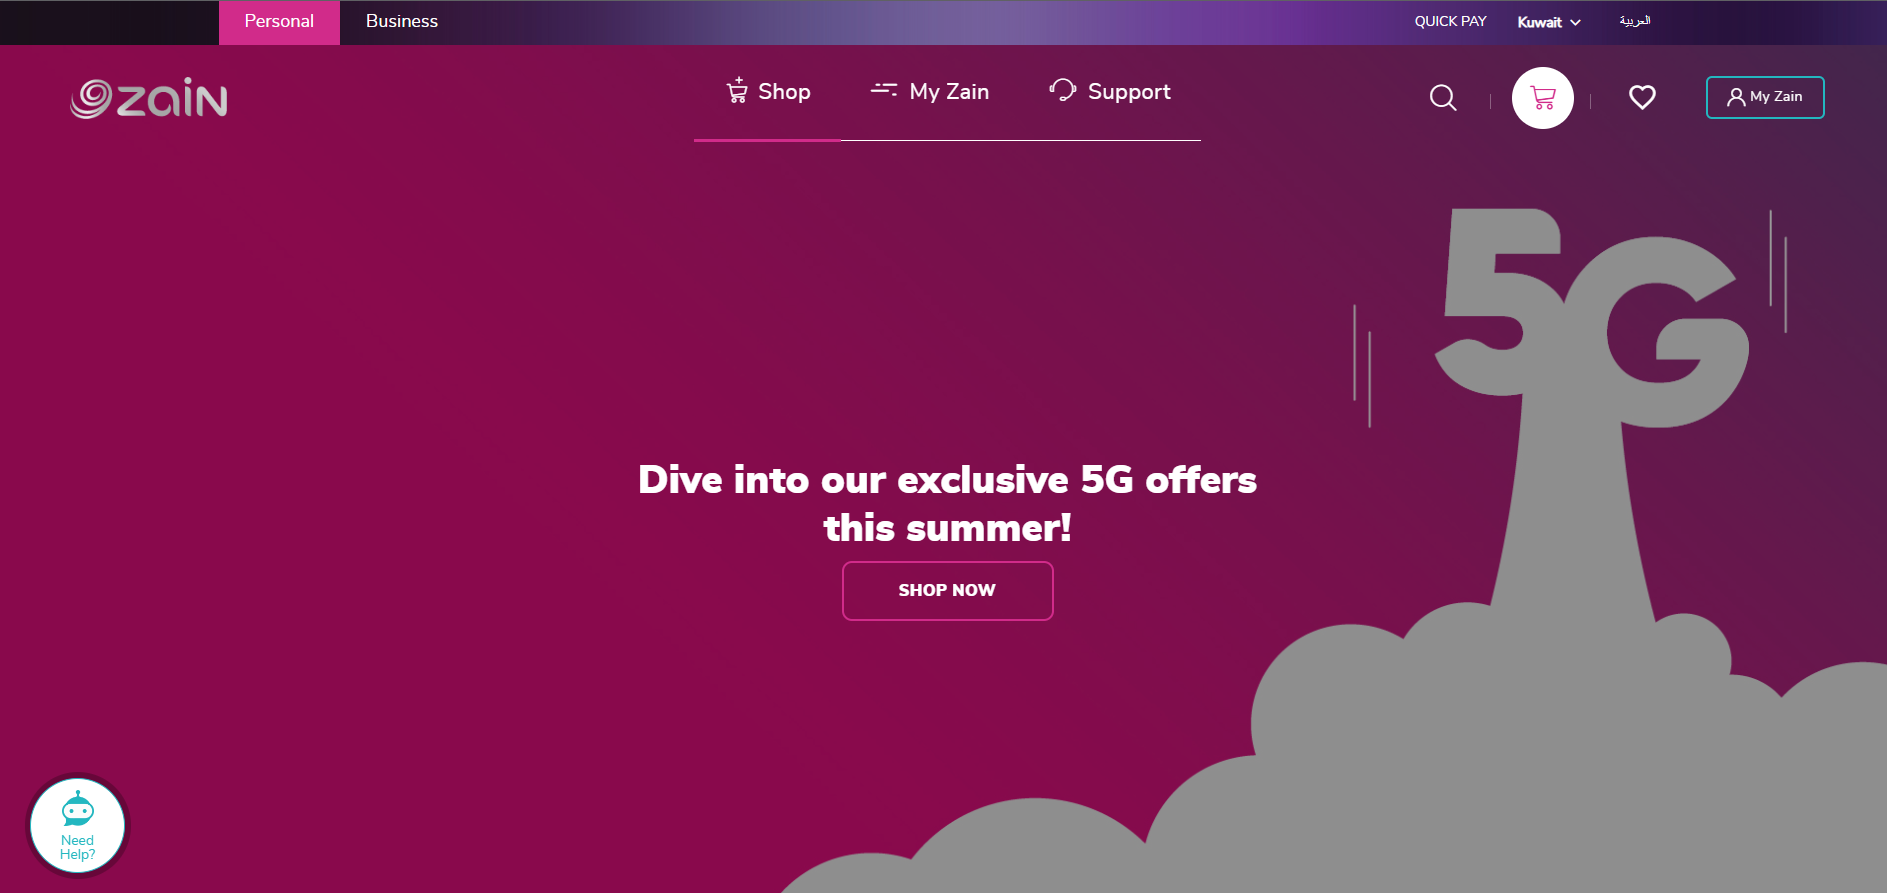 Personal
Business
QUICK PAY
Kuwait
العربية
zain
Shop
My Zain
Support
My Zain
5G
Dive into our exclusive 5G offers
this summer!
SHOP NOW
Need
Help?